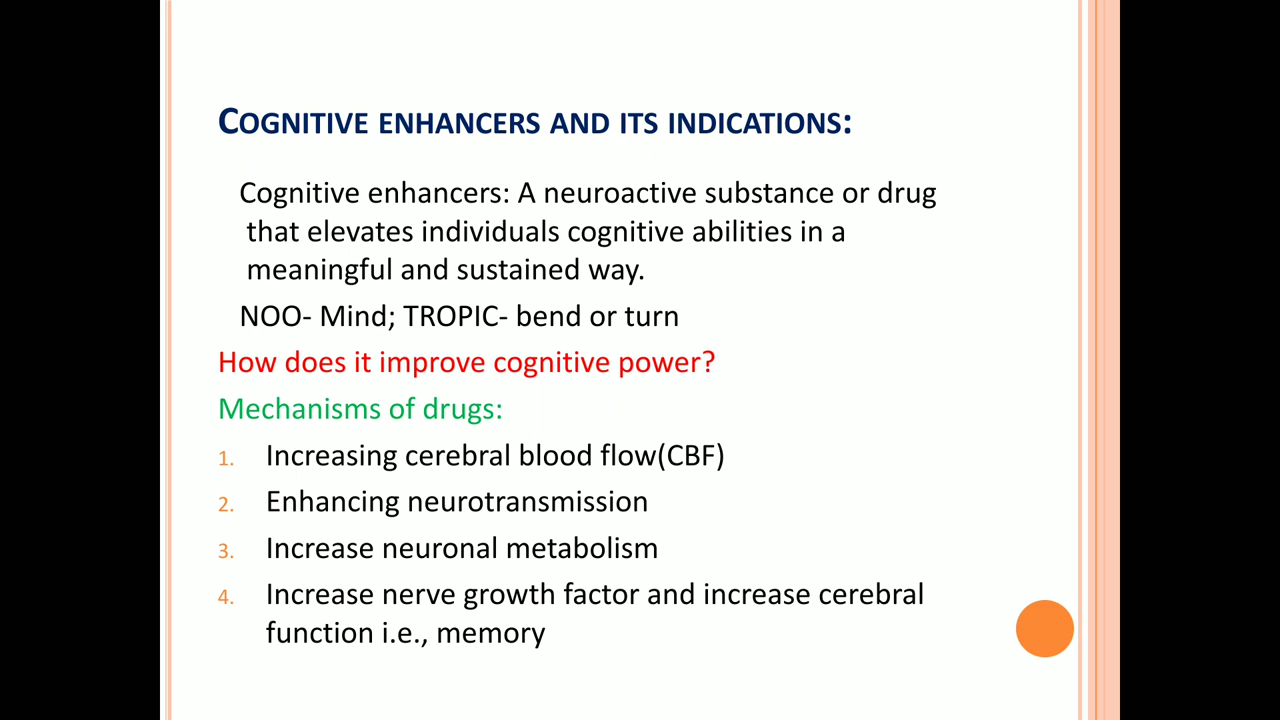 COGNITIVE ENHANCERS AND ITS INDICATIONS:
Cognitive enhancers: A neuroactive substance or drug
that elevates individuals cognitive abilities in a
meaningful and sustained way.
NOO- Mind; TROPIC- bend or turn
How does it improve cognitive power?
Mechanisms of drugs:
1. Increasing cerebral blood flow(CBF)
2. Enhancing neurotransmission
3. Increase neuronal metabolism
4. Increase nerve growth factor and increase cerebral
function i.e., memory